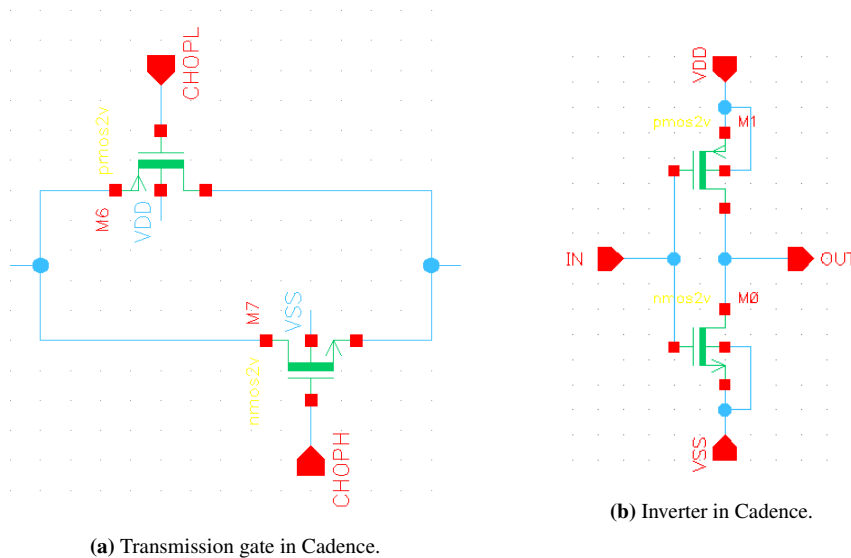 CHOPL
pmos2v
M6
VDD
M7
VSS
nmos2v
CHOPH
(a) Transmission gate in Cadence.
VDD
pmos2v
M1
IN
OUT
nmos2v
M0
VSS
(b) Inverter in Cadence.